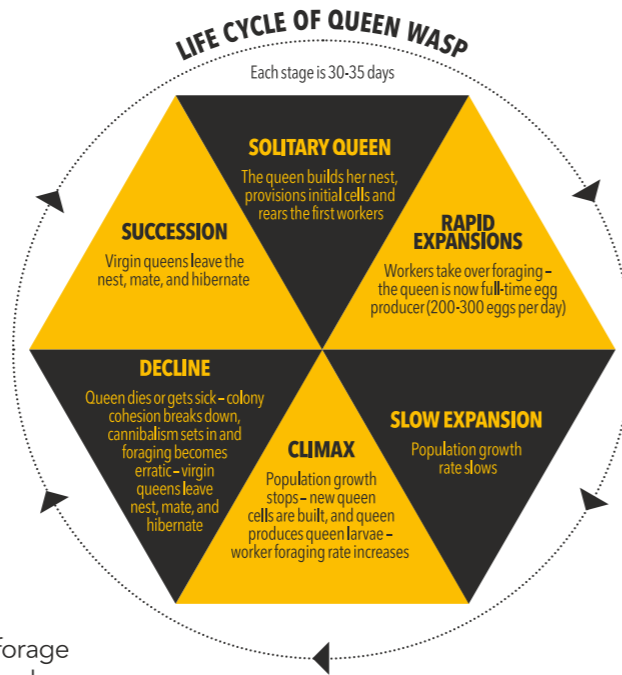 LIFE CYCLE OF QUEEN WASP
Each stage is 30-35 days
SOLITARY QUEEN
The queen builds her nest,
provisions initial cells and
rears the first workers
RAPID
EXPANSIONS
Workers take over foraging –
the queen is now full-time egg
producer (200-300 eggs per day)
SLOW EXPANSION
Population growth
rate slows
CLIMAX
Population growth
stops – new queen
cells are built, and queen
produces queen larvae –
worker foraging rate increases
DECLINE
Queen dies or gets sick – colony
cohesion breaks down,
cannibalism sets in and
foraging becomes
erratic – virgin
queens leave
nest, mate, and
hibernate
SUCCESSION
Virgin queens leave the
nest, mate, and hibernate
forage